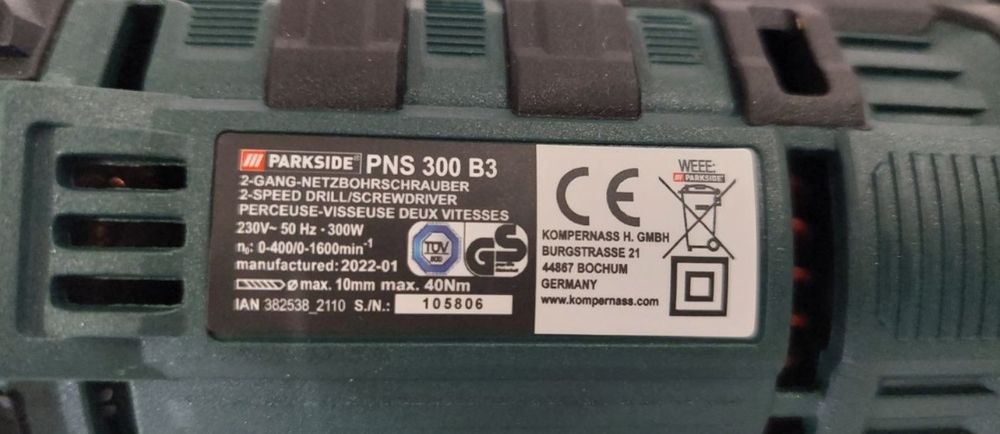 PARKSIDE PNS 300 B3
2-GANG-NETZBOHRSCHRAUBER
2-SPEED DRILL/SCREWDRIVER
PERCEUSE-VISSEUSE DEUX VITESSES
230V~ 50 Hz - 300W
n₀: 0-400/0-1600min⁻¹
manufactured: 2022-01
ø max. 10mm max. 40Nm
IAN 382538_2110 S./N.: 105806
TÜV
GS
CE
KOMPERNASS H. GMBH
BURGSTRASSE 21
44867 BOCHUM
GERMANY
www.kompernass.com
WEEE:
PARKSIDE